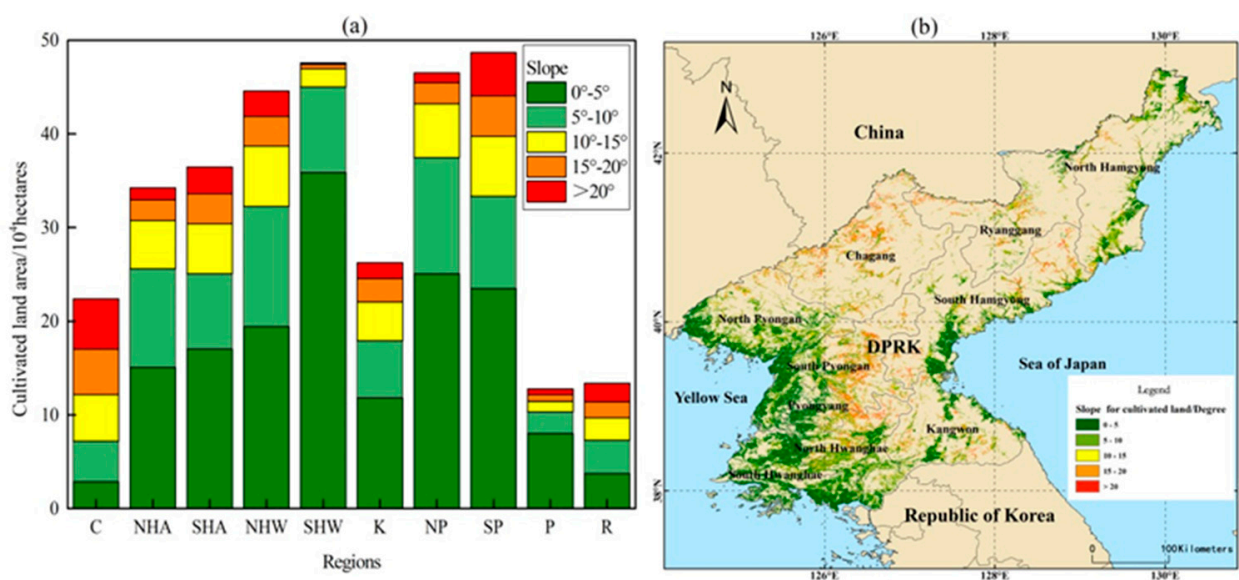 (a)
Cultivated land area/10⁴hectares
50
40
30
20
10
0
Slope
0°-5°
5°-10°
10°-15°
15°-20°
>20°
C NHA SHA NHW SHW K NP SP P R
Regions
(b)
126°E 128°E 130°E
N
China
42°N
North Hamgyong
Ryanggang
Chagang
South Hamgyong
40°N
North Pyongan
DPRK
South Pyongan
Sea of Japan
Yellow Sea
Pyongyang
Kangwon
North Hwanghae
South Hwanghae
38°N
Republic of Korea
Legend
Slope for cultivated land/Degree
0 - 5
5 - 10
10 - 15
15 - 20
> 20
0 100Kilometers
126°E 128°E 130°E